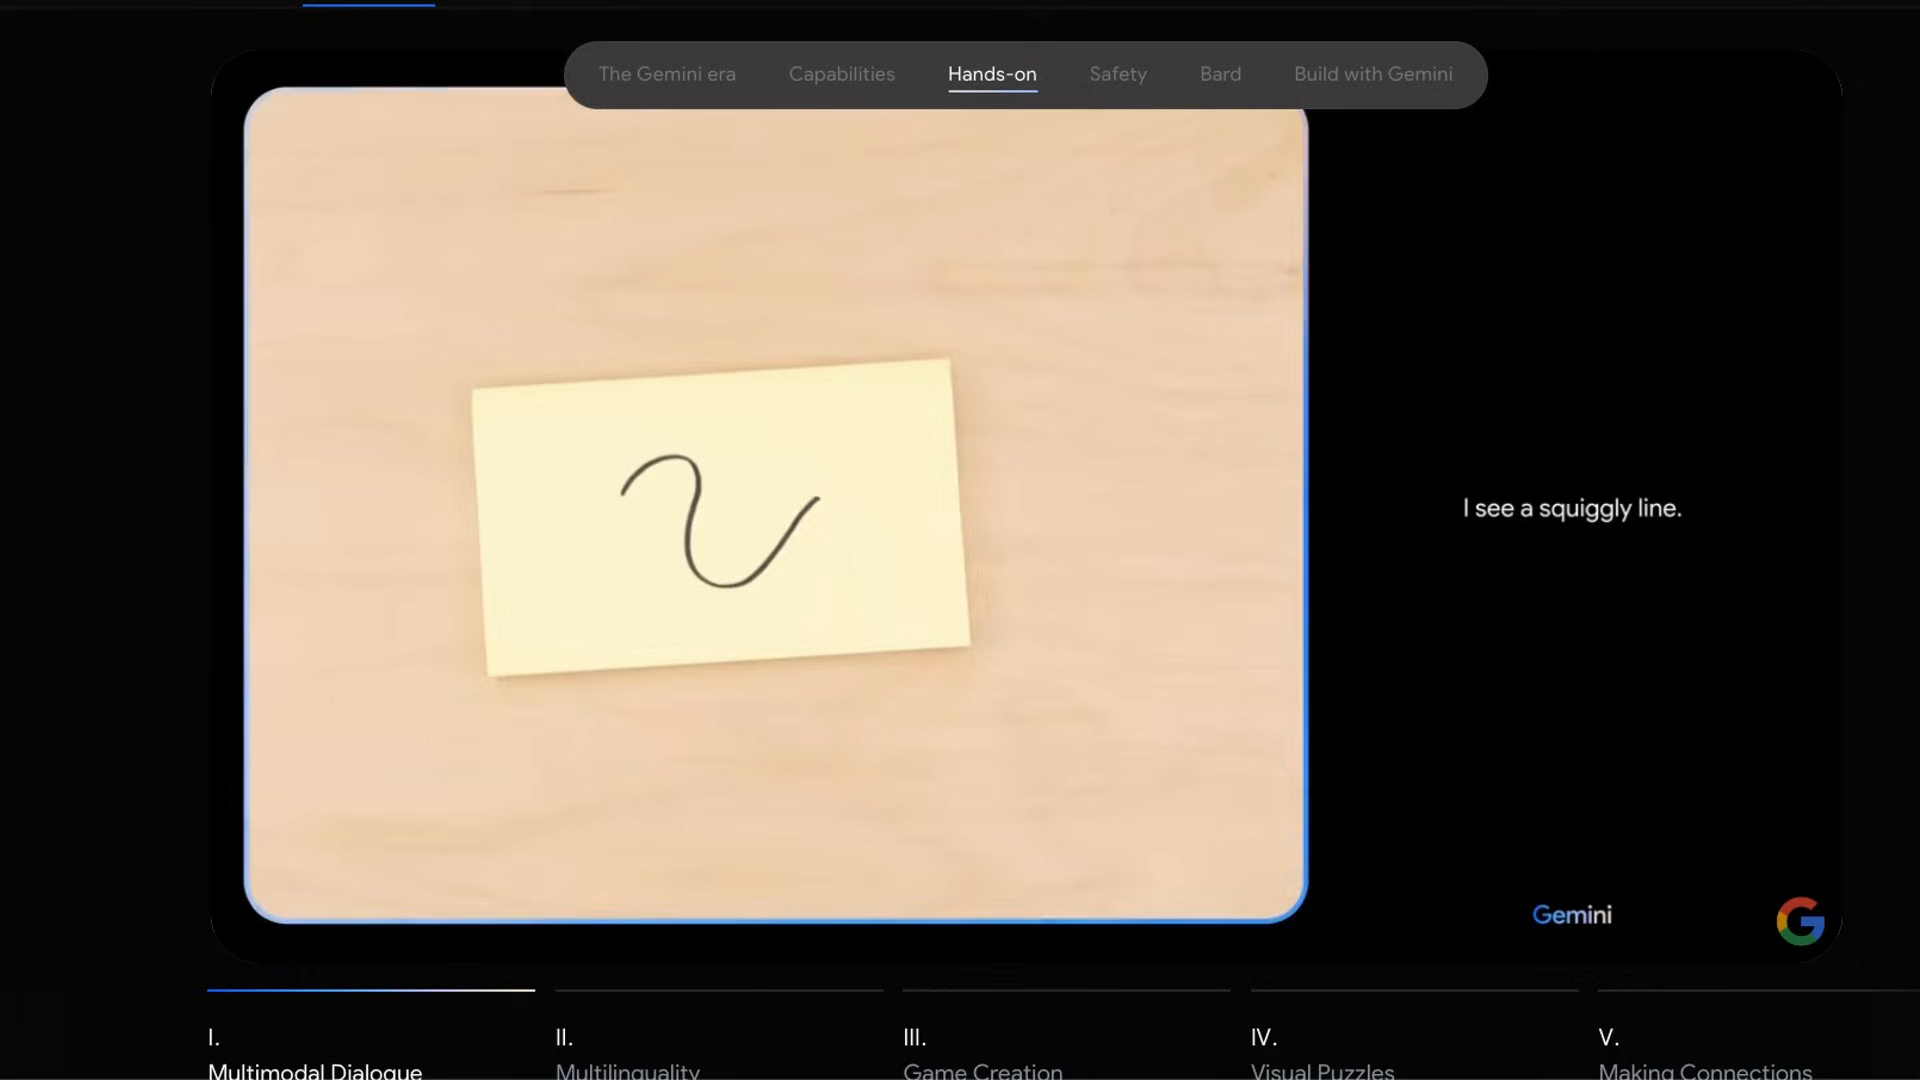 The Gemini era
Capabilities
Hands-on
Safety
Bard
Build with Gemini
I see a squiggly line.
Gemini
I.
Multimodal Dialogue
II.
Multilinguality
III.
Game Creation
IV.
Visual Puzzles
V.
Making Connections